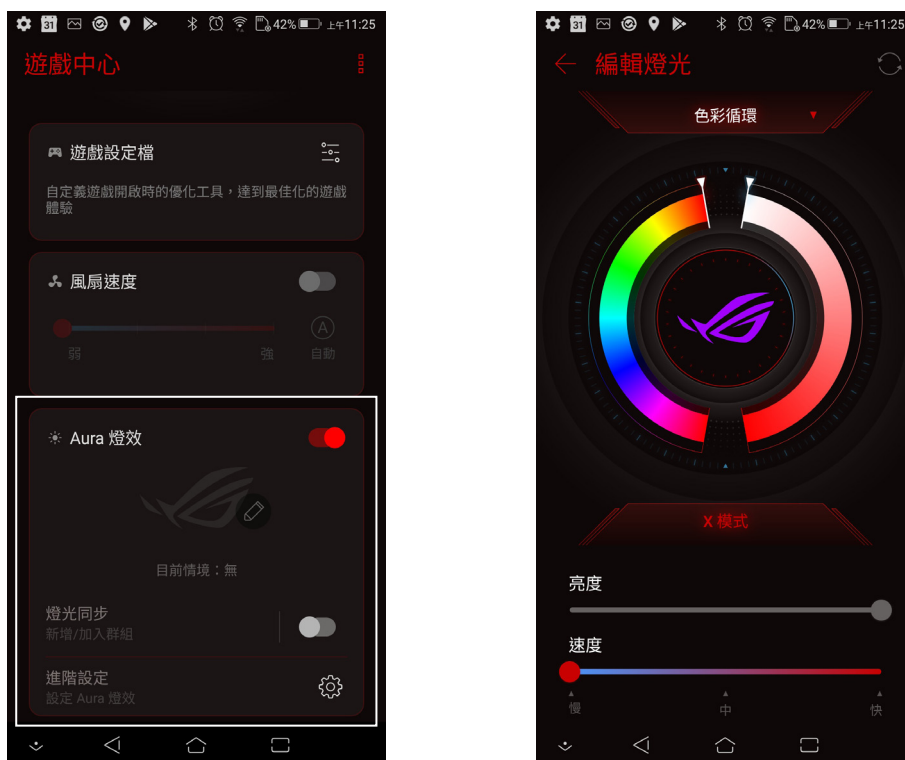 31
42%
上午11:25
遊戲中心
遊戲設定檔
自定義遊戲開啟時的優化工具，達到最佳化的遊戲
體驗
風扇速度
A
弱
強
自動
Aura 燈效
目前情境：無
燈光同步
新增/加入群組
進階設定
設定 Aura 燈效
31
42%
上午11:25
編輯燈光
色彩循環
X 模式
亮度
速度
慢
中
快